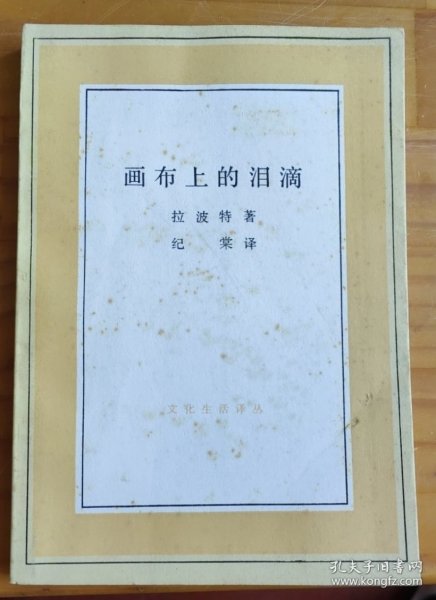 画布上的泪滴
拉波特著
纪棠译
文化生活译丛
孔夫子旧书网
www.kongfz.com